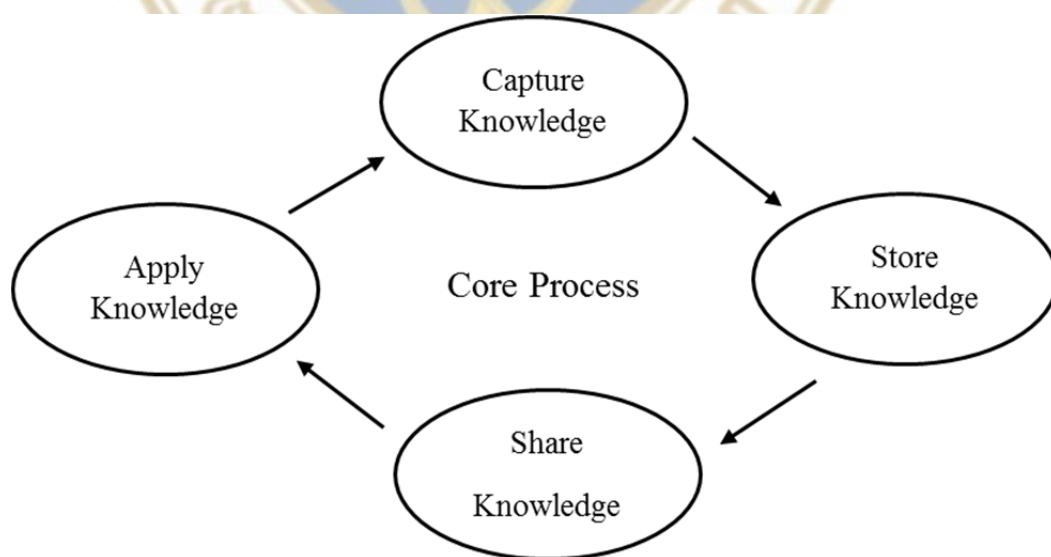 Capture
Knowledge
Apply
Knowledge
Core Process
Store
Knowledge
Share
Knowledge